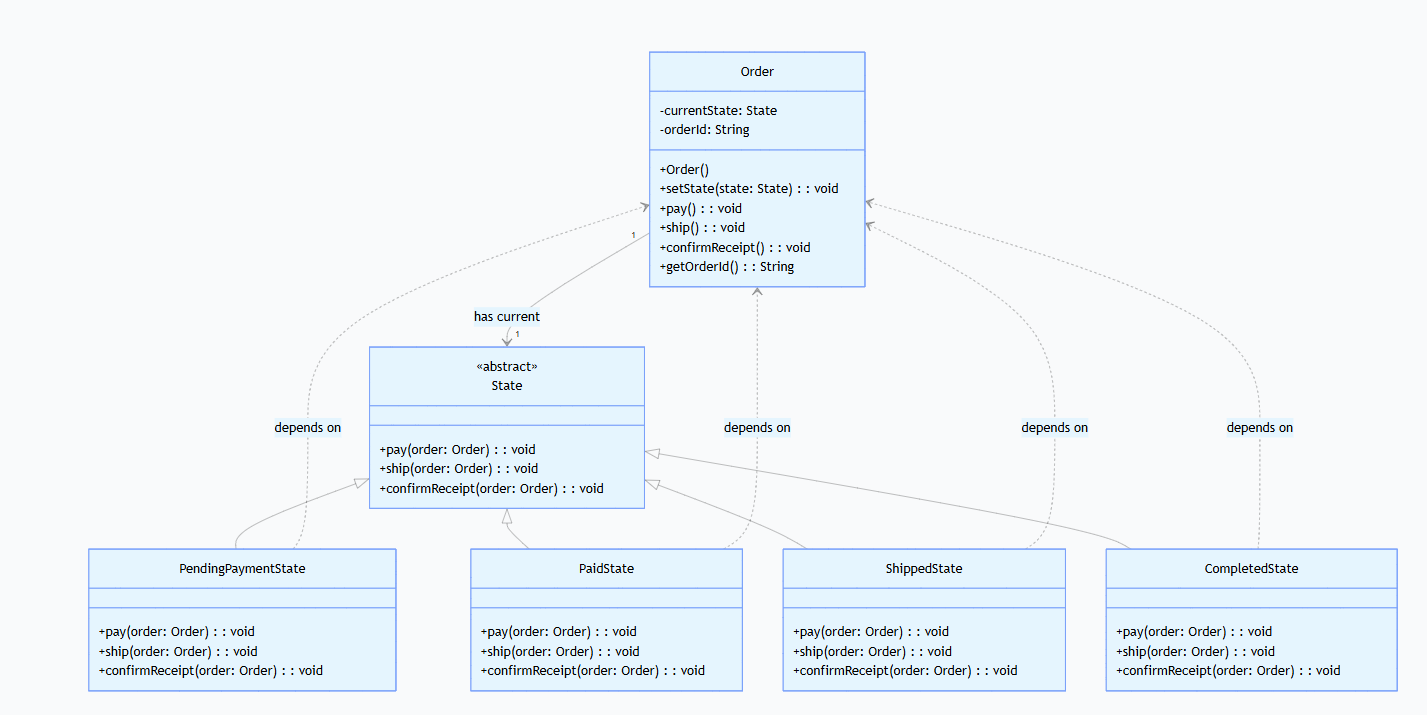 Order
-currentState: State
-orderId: String
+Order()
+setState(state: State) : : void
+pay() : : void
+ship() : : void
+confirmReceipt() : : void
+getOrderId() : : String
1
has current
1
«abstract»
State
+pay(order: Order) : : void
+ship(order: Order) : : void
+confirmReceipt(order: Order) : : void
depends on
depends on
depends on
depends on
PendingPaymentState
+pay(order: Order) : : void
+ship(order: Order) : : void
+confirmReceipt(order: Order) : : void
PaidState
+pay(order: Order) : : void
+ship(order: Order) : : void
+confirmReceipt(order: Order) : : void
ShippedState
+pay(order: Order) : : void
+ship(order: Order) : : void
+confirmReceipt(order: Order) : : void
CompletedState
+pay(order: Order) : : void
+ship(order: Order) : : void
+confirmReceipt(order: Order) : : void